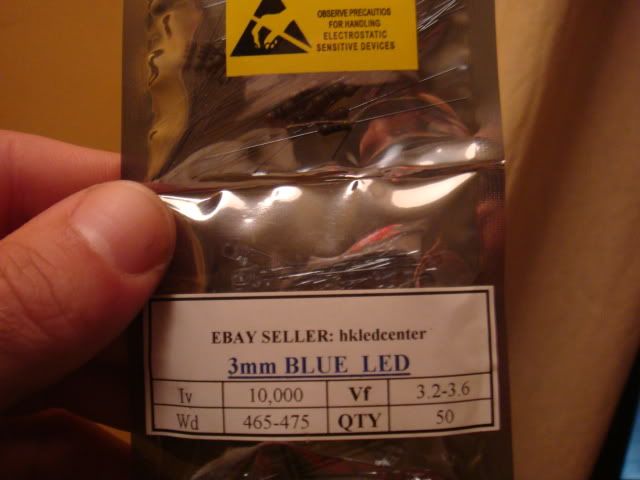 OBSERVE PRECAUTIOS
FOR HANDLING
ELECTROSTATIC
SENSITIVE DEVICES
EBAY SELLER: hkledcenter
3mm BLUE LED
Iv 10,000 Vf 3.2-3.6
Wd 465-475 QTY 50